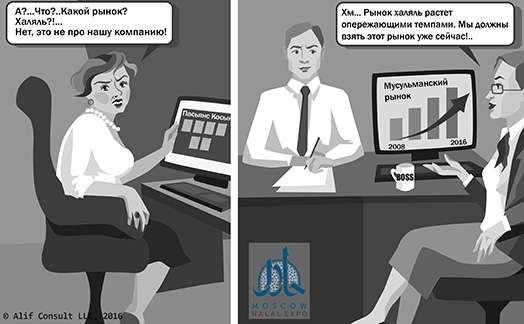 А?...Что?..Какой рынок?
Халяль?!...
Нет, это не про нашу компанию!
Пасьянс Косын
© Alif Consult LLC, 2016
Хм... Рынок халяль растет
опережающими темпами. Мы должны
взять этот рынок уже сейчас!..
Мусульманский
рынок
2008
2016
BOSS
MOSCOW
HALAL EXPO